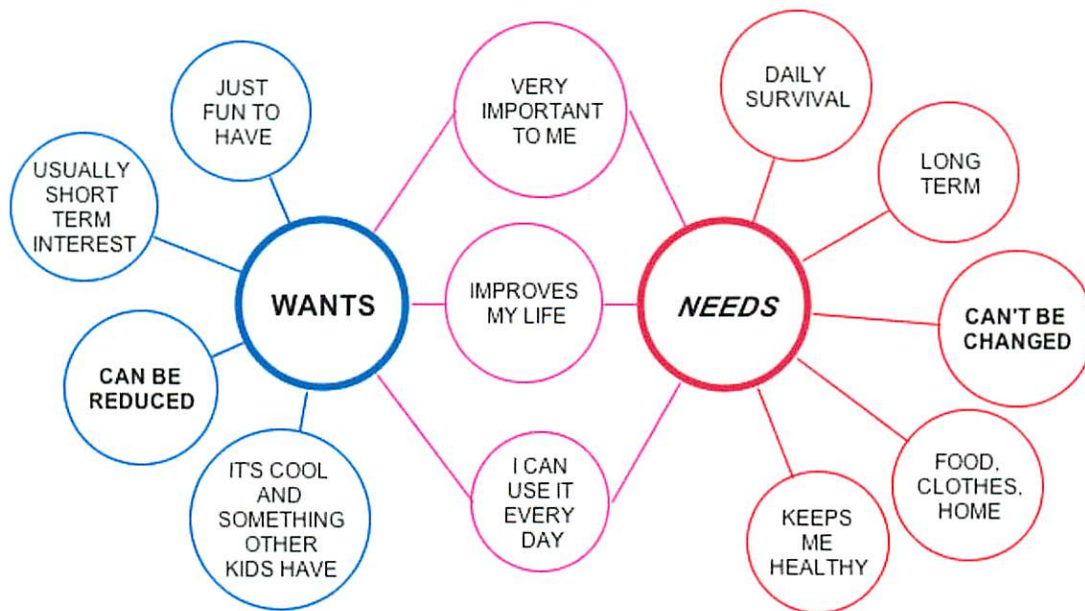 JUST
FUN TO
HAVE
USUALLY
SHORT
TERM
INTEREST
WANTS
CAN BE
REDUCED
IT'S COOL
AND
SOMETHING
OTHER
KIDS HAVE
VERY
IMPORTANT
TO ME
IMPROVES
MY LIFE
I CAN
USE IT
EVERY
DAY
DAILY
SURVIVAL
LONG
TERM
NEEDS
CAN'T BE
CHANGED
FOOD,
CLOTHES,
HOME
KEEPS
ME
HEALTHY